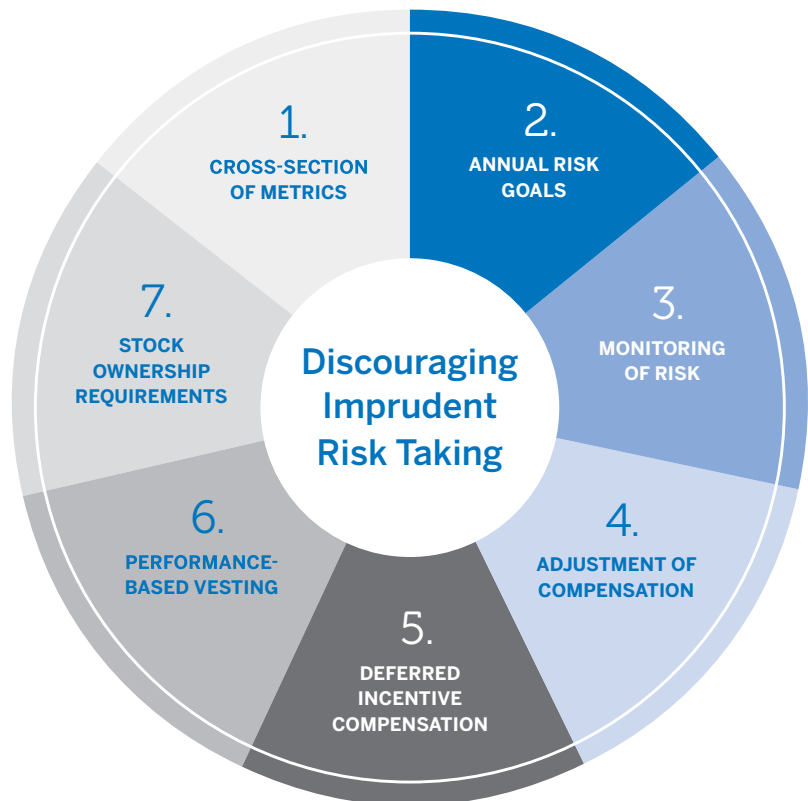 Discouraging
Imprudent
Risk Taking
1.
CROSS-SECTION
OF METRICS
2.
ANNUAL RISK
GOALS
3.
MONITORING
OF RISK
4.
ADJUSTMENT OF
COMPENSATION
5.
DEFERRED
INCENTIVE
COMPENSATION
6.
PERFORMANCE-
BASED VESTING
7.
STOCK
OWNERSHIP
REQUIREMENTS